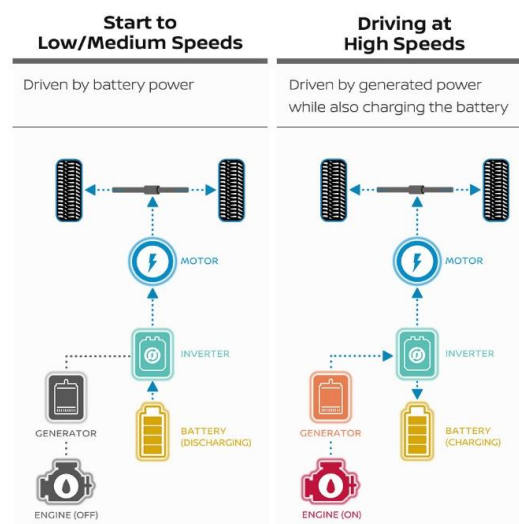 Start to
Low/Medium Speeds
Driven by battery power
MOTOR
INVERTER
GENERATOR
BATTERY
(DISCHARGING)
ENGINE (OFF)
Driving at
High Speeds
Driven by generated power
while also charging the battery
MOTOR
INVERTER
GENERATOR
BATTERY
(CHARGING)
ENGINE (ON)